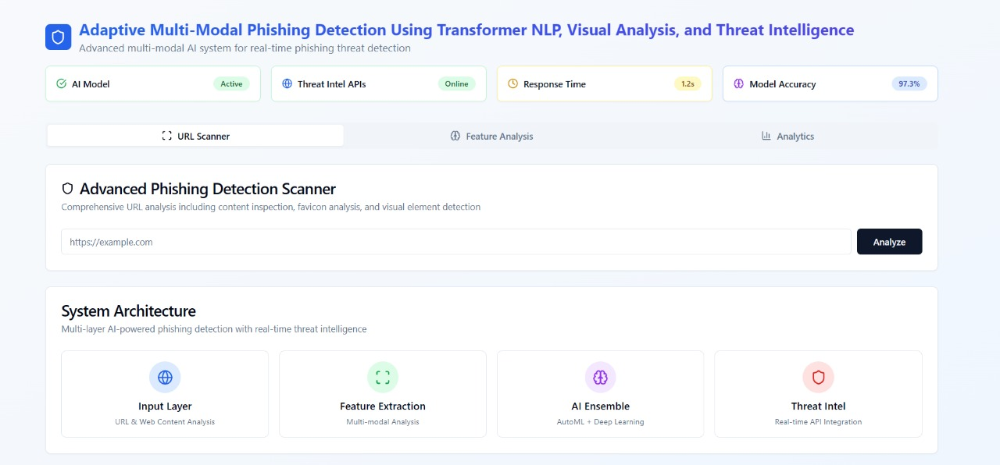 Adaptive Multi-Modal Phishing Detection Using Transformer NLP, Visual Analysis, and Threat Intelligence
Advanced multi-modal AI system for real-time phishing threat detection
AI Model Active Threat Intel APIs Online Response Time 1.2s Model Accuracy 97.3%
URL Scanner Feature Analysis Analytics
Advanced Phishing Detection Scanner
Comprehensive URL analysis including content inspection, favicon analysis, and visual element detection
https://example.com Analyze
System Architecture
Multi-layer AI-powered phishing detection with real-time threat intelligence
Input Layer Feature Extraction AI Ensemble Threat Intel
URL & Web Content Analysis Multi-modal Analysis AutoML + Deep Learning Real-time API Integration